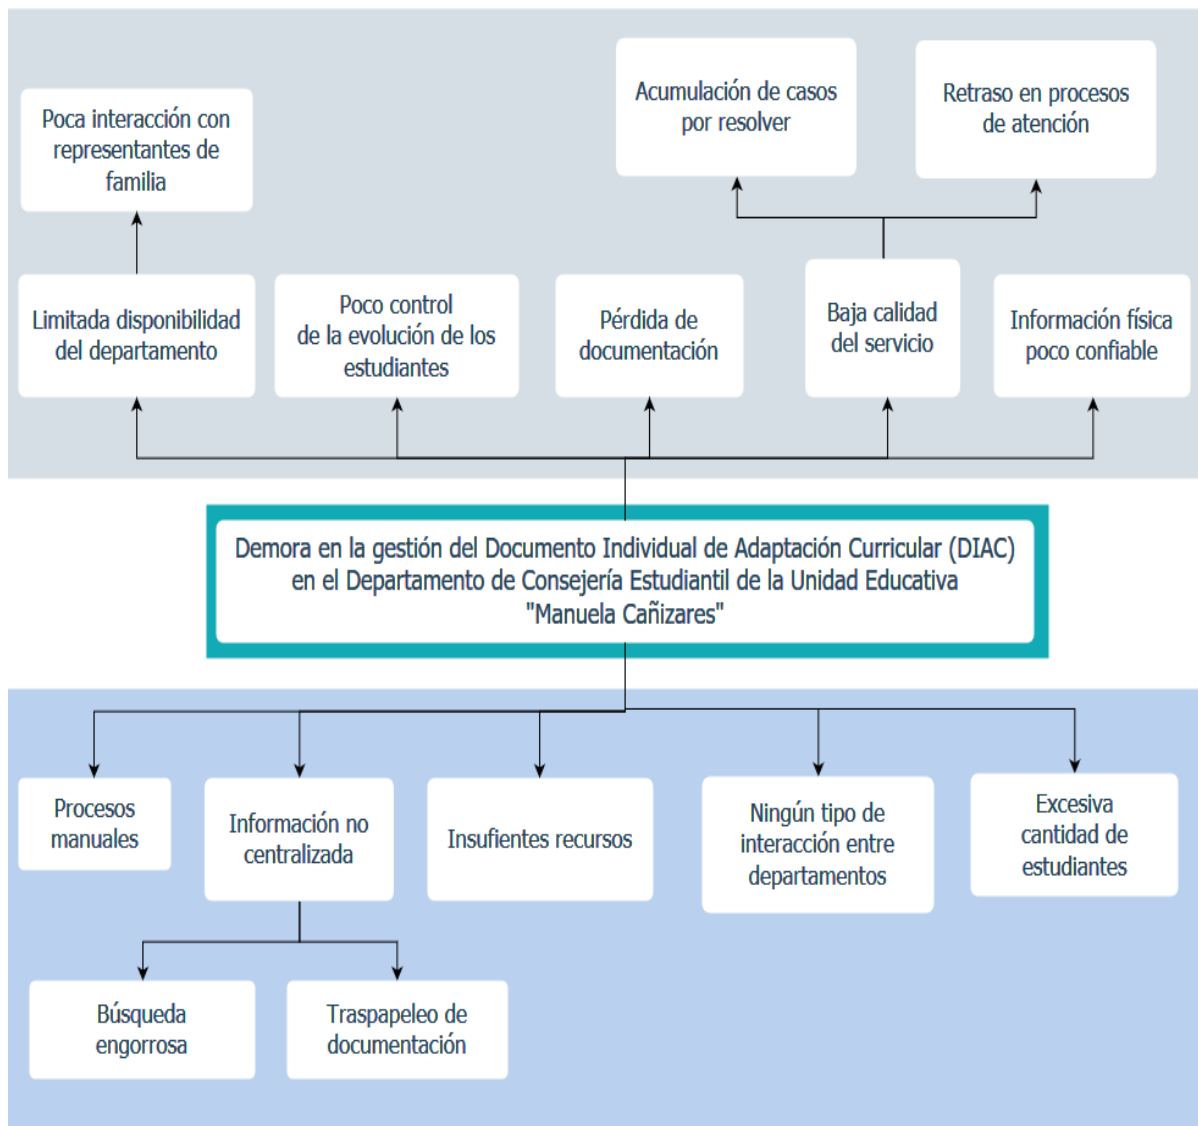 Acumulación de casos
por resolver
Retraso en procesos
de atención
Poca interacción con
representantes de
familia
Limitada disponibilidad
del departamento
Poco control
de la evolución de los
estudiantes
Pérdida de
documentación
Baja calidad
del servicio
Información física
poco confiable
Demora en la gestión del Documento Individual de Adaptación Curricular (DIAC)
en el Departamento de Consejería Estudiantil de la Unidad Educativa
"Manuela Cañizares"
Procesos
manuales
Información no
centralizada
Insufientes recursos
Ningún tipo de
interacción entre
departamentos
Excesiva
cantidad de
estudiantes
Búsqueda
engorrosa
Traspapeleo de
documentación